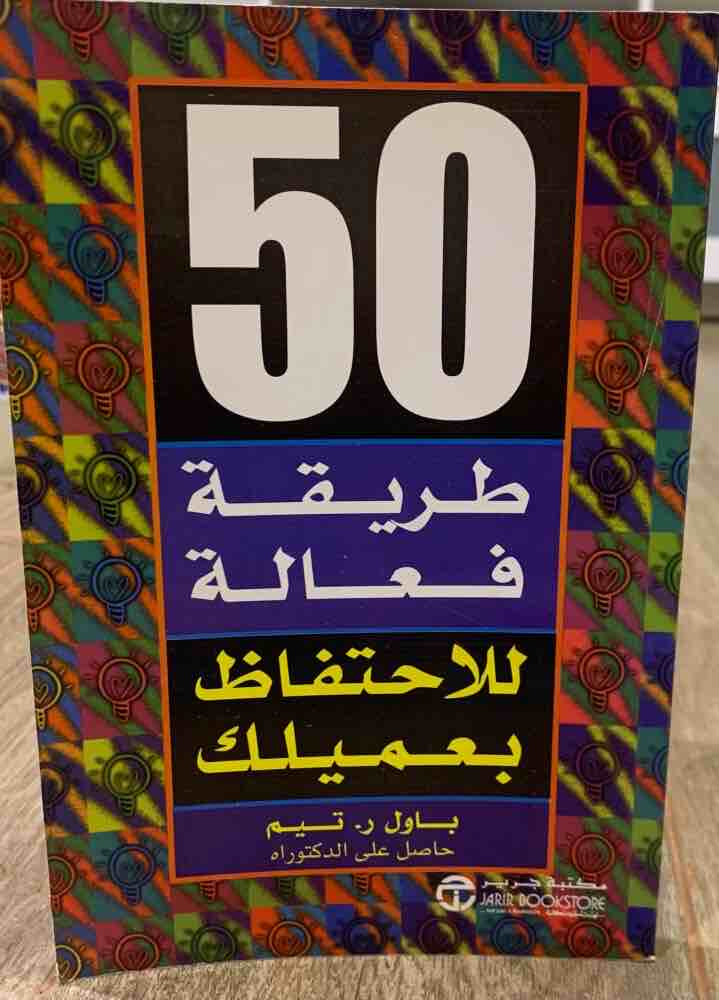 50
طريقة
فعالة
للاحتفاظ
بعميلك
باول ر. تيم
حاصل على الدكتوراه
مكتبة جرير
JARIR BOOKSTORE